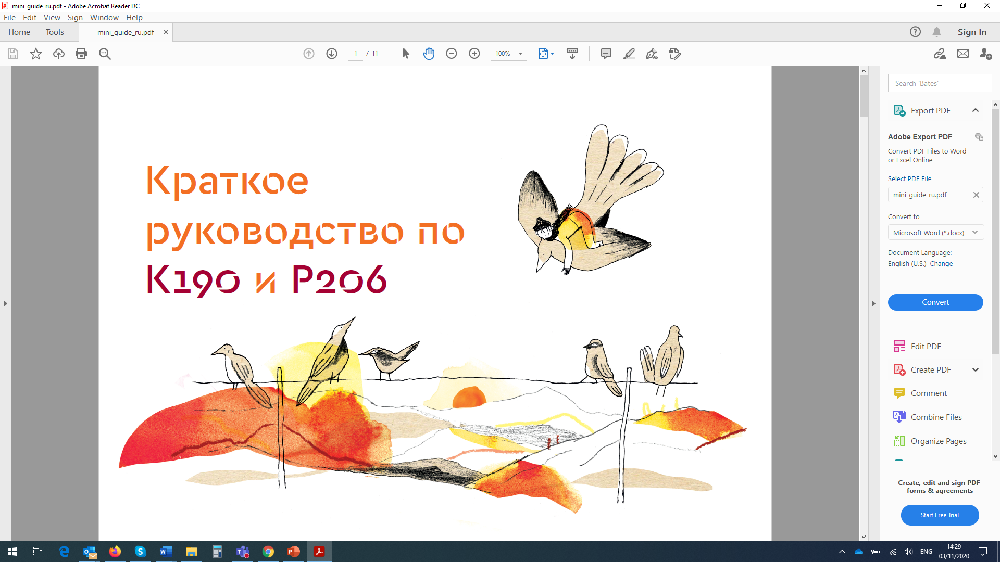 mini_guide_ru.pdf - Adobe Acrobat Reader DC
File Edit View Sign Window Help
Home Tools mini_guide_ru.pdf × Sign In
1 / 11 100%
Краткое
руководство по
К190 и Р206
Search 'Bates'
Export PDF
Adobe Export PDF
Convert PDF Files to Word
or Excel Online
Select PDF File
mini_guide_ru.pdf
Convert to
Microsoft Word (*.docx)
Document Language:
English (U.S.) Change
Convert
Edit PDF
Create PDF
Comment
Combine Files
Organize Pages
Create, edit and sign PDF
forms & agreements
Start Free Trial
ENG
14:29
03/11/2020